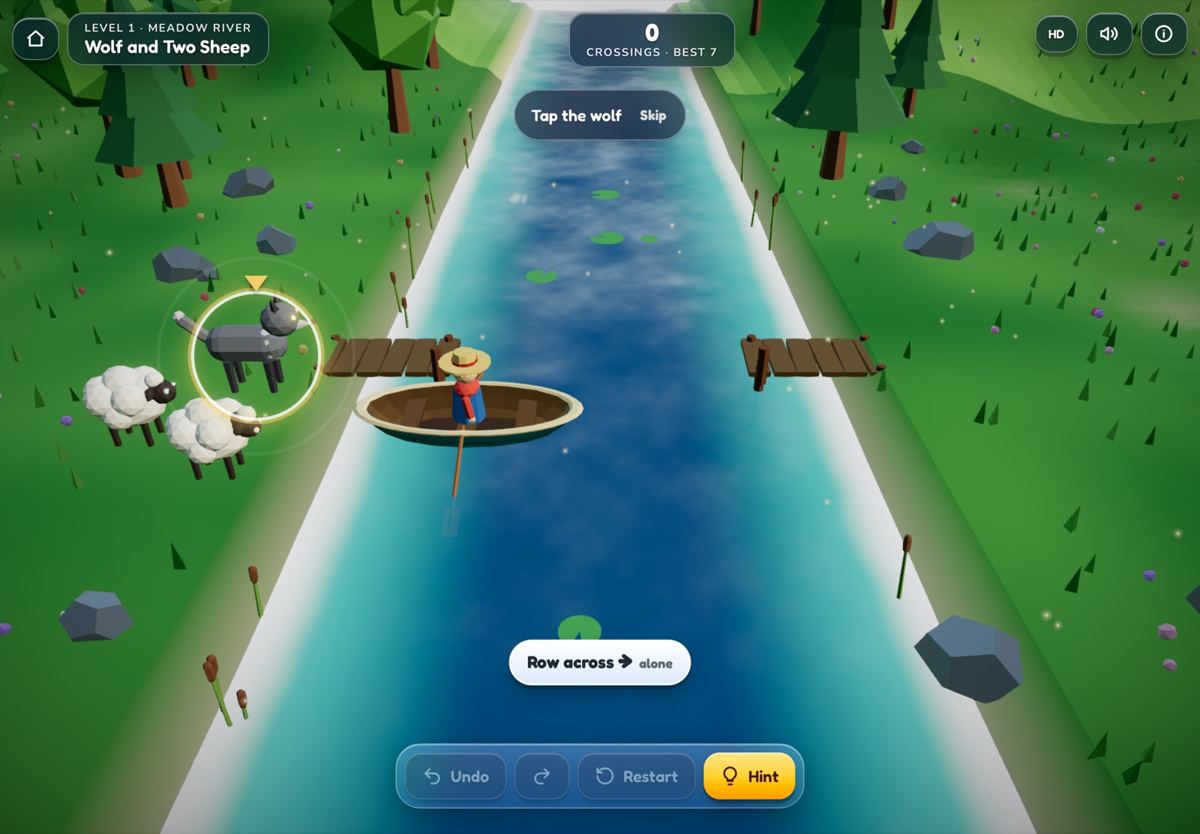 LEVEL 1 · MEADOW RIVER
Wolf and Two Sheep
0
CROSSINGS · BEST 7
HD
Tap the wolf Skip
Row across → alone
Undo Restart Hint